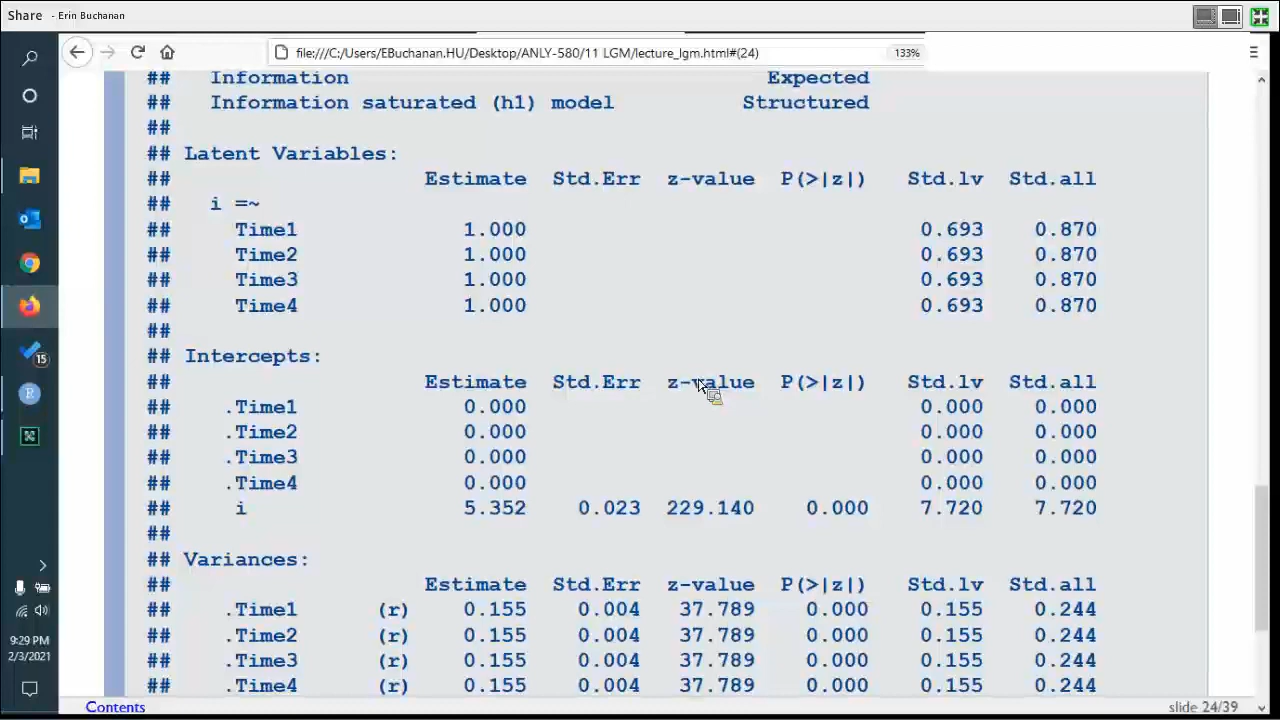 Share - Erin Buchanan
file:///C:/Users/EBuchanan.HU/Desktop/ANLY-580/11 LGM/lecture_lgm.html#(24) 133%
## Information Expected
## Information saturated (h1) model Structured
##
## Latent Variables:
## Estimate Std.Err z-value P(>|z|) Std.lv Std.all
## i =~
## Time1 1.000 0.693 0.870
## Time2 1.000 0.693 0.870
## Time3 1.000 0.693 0.870
## Time4 1.000 0.693 0.870
##
## Intercepts:
## Estimate Std.Err z-value P(>|z|) Std.lv Std.all
## .Time1 0.000 0.000 0.000
## .Time2 0.000 0.000 0.000
## .Time3 0.000 0.000 0.000
## .Time4 0.000 0.000 0.000
## i 5.352 0.023 229.140 0.000 7.720 7.720
##
## Variances:
## Estimate Std.Err z-value P(>|z|) Std.lv Std.all
## .Time1 (r) 0.155 0.004 37.789 0.000 0.155 0.244
## .Time2 (r) 0.155 0.004 37.789 0.000 0.155 0.244
## .Time3 (r) 0.155 0.004 37.789 0.000 0.155 0.244
## .Time4 (r) 0.155 0.004 37.789 0.000 0.155 0.244
Contents slide 24/39
15
9:29 PM
2/3/2021